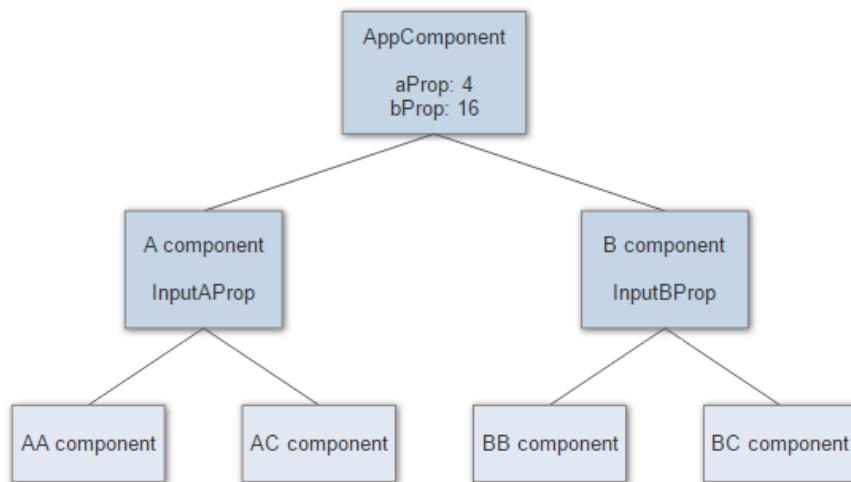 AppComponent
aProp: 4
bProp: 16
A component
InputAProp
B component
InputBProp
AA component
AC component
BB component
BC component